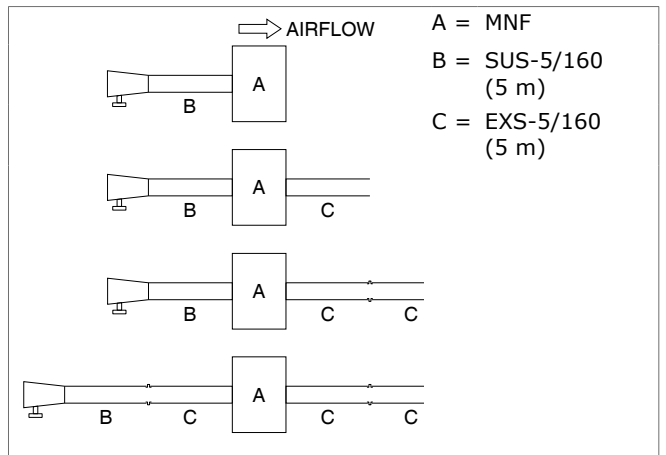 AIRFLOW
A = MNF
B = SUS-5/160
(5 m)
C = EXS-5/160
(5 m)
B A
B A C
B A C C
B C A C C